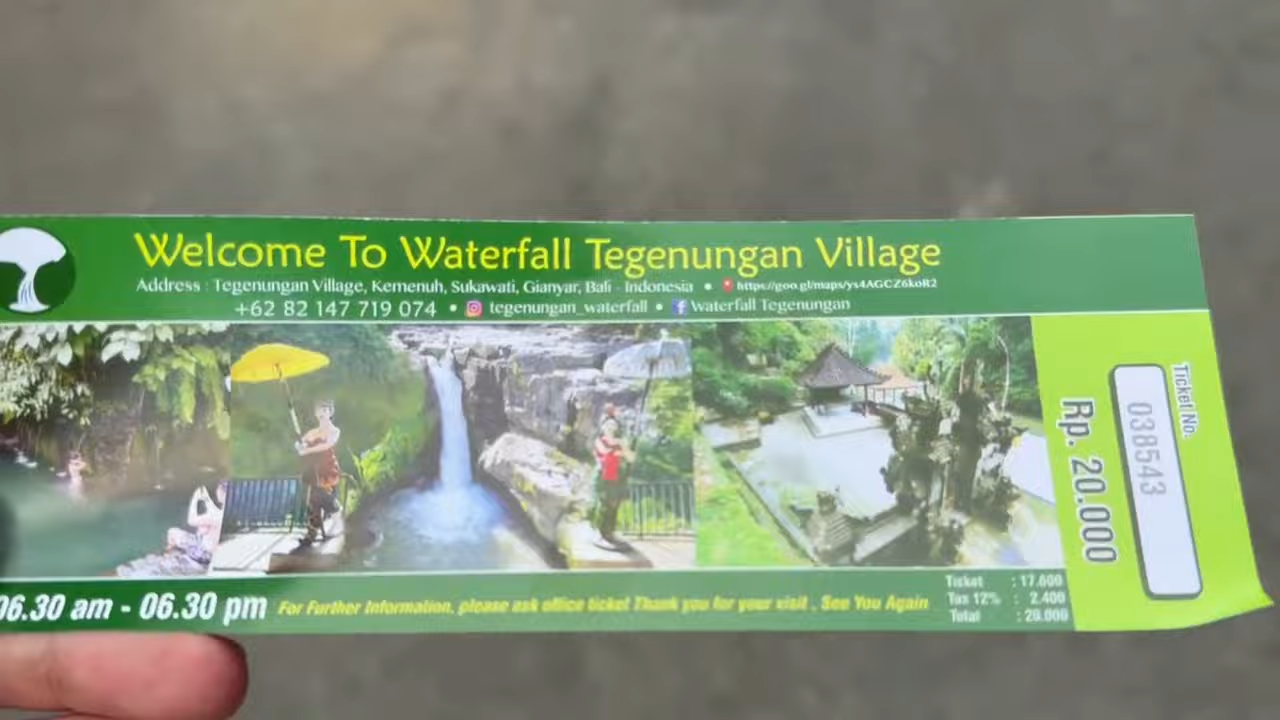 Welcome To Waterfall Tegenungan Village
Address : Tegenungan Village, Kemenuh, Sukawati, Gianyar, Bali - Indonesia • https://goo.gl/maps/ys4AGCZ6koR2
+62 82 147 719 074 • tegenungan_waterfall • Waterfall Tegenungan
06.30 am - 06.30 pm
For Further Information, please ask office ticket Thank you for your visit . See You Again
Ticket : 17.600
Tax 12% : 2.400
Total : 20.000
Rp. 20.000
038543
Ticket No.